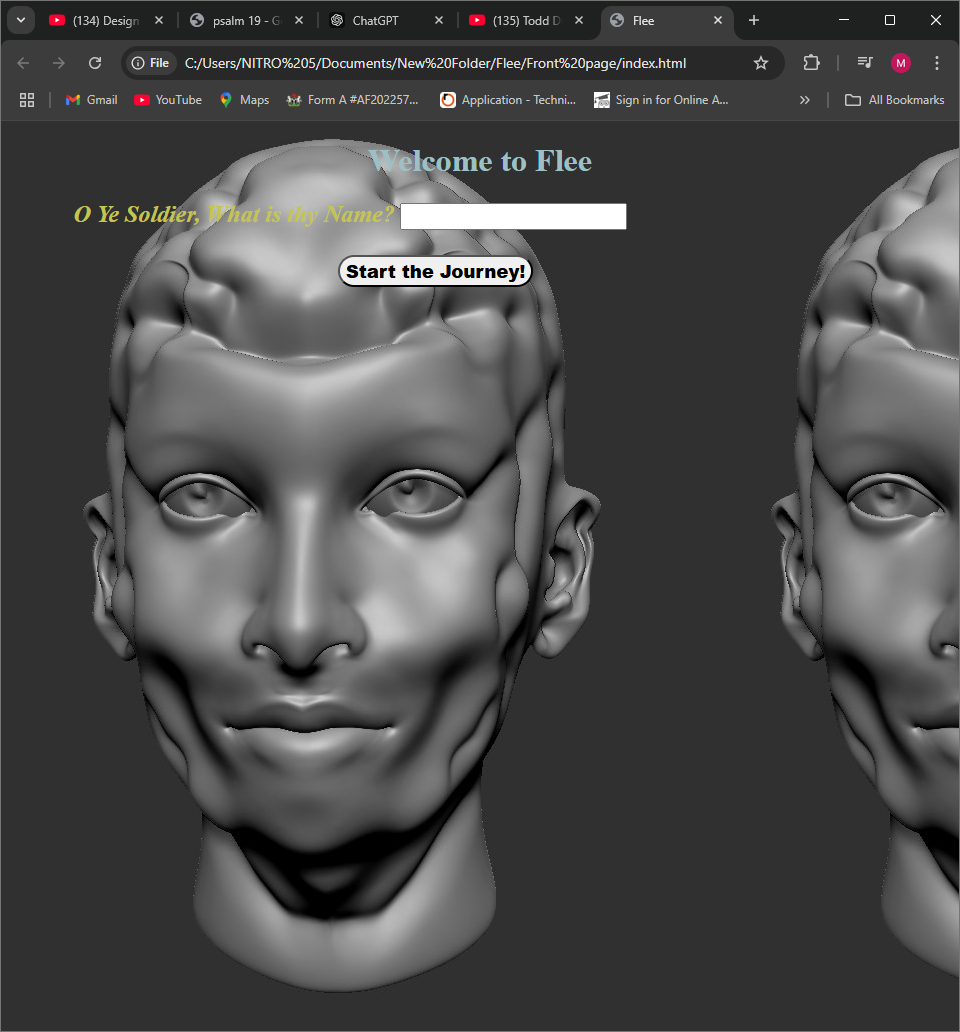 (134) Design
psalm 19 - G
ChatGPT
(135) Todd D
Flee
File
C:/Users/NITRO%205/Documents/New%20Folder/Flee/Front%20page/index.html
M
Gmail
YouTube
Maps
Form A #AF202257...
Application - Techni...
Sign in for Online A...
All Bookmarks
Welcome to Flee
O Ye Soldier, What is thy Name?
Start the Journey!